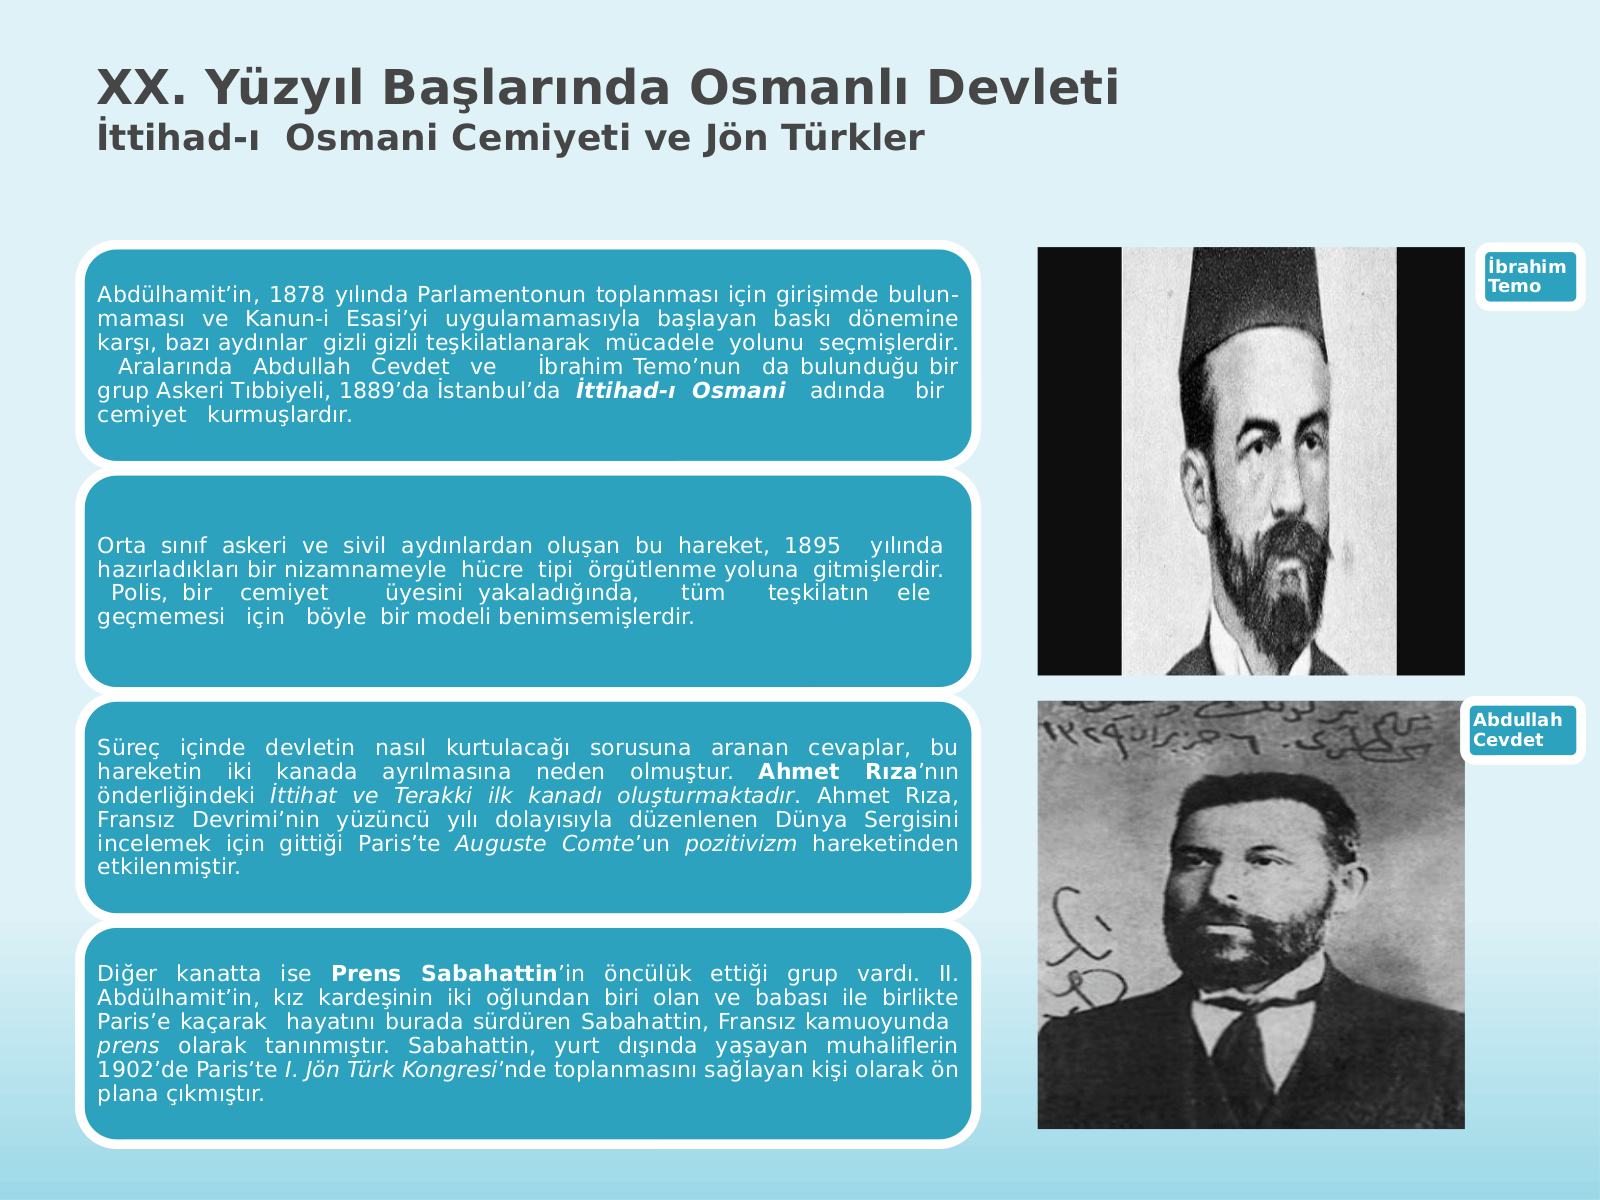 XX. Yüzyıl Başlarında Osmanlı Devleti
İttihad-ı Osmani Cemiyeti ve Jön Türkler
Abdülhamit’in, 1878 yılında Parlamentonun toplanması için girişimde bulun-
maması ve Kanun-i Esasi’yi uygulamamasıyla başlayan baskı dönemine
karşı, bazı aydınlar gizli gizli teşkilatlanarak mücadele yolunu seçmişlerdir.
Aralarında Abdullah Cevdet ve İbrahim Temo’nun da bulunduğu bir
grup Askeri Tıbbiyeli, 1889’da İstanbul’da İttihad-ı Osmani adında bir
cemiyet kurmuşlardır.
Orta sınıf askeri ve sivil aydınlardan oluşan bu hareket, 1895 yılında
hazırladıkları bir nizamnameyle hücre tipi örgütlenme yoluna gitmişlerdir.
Polis, bir cemiyet üyesini yakaladığında, tüm teşkilatın ele
geçmemesi için böyle bir modeli benimsemişlerdir.
Süreç içinde devletin nasıl kurtulacağı sorusuna aranan cevaplar, bu
hareketin iki kanada ayrılmasına neden olmuştur. Ahmet Rıza’nın
önderliğindeki İttihat ve Terakki ilk kanadı oluşturmaktadır. Ahmet Rıza,
Fransız Devrimi’nin yüzüncü yılı dolayısıyla düzenlenen Dünya Sergisini
incelemek için gittiği Paris’te Auguste Comte’un pozitivizm hareketinden
etkilenmiştir.
Diğer kanatta ise Prens Sabahattin’in öncülük ettiği grup vardı. II.
Abdülhamit’in, kız kardeşinin iki oğlundan biri olan ve babası ile birlikte
Paris’e kaçarak hayatını burada sürdüren Sabahattin, Fransız kamuoyunda
prens olarak tanınmıştır. Sabahattin, yurt dışında yaşayan muhaliflerin
1902’de Paris’te I. Jön Türk Kongresi’nde toplanmasını sağlayan kişi olarak ön
plana çıkmıştır.
İbrahim
Temo
Abdullah
Cevdet